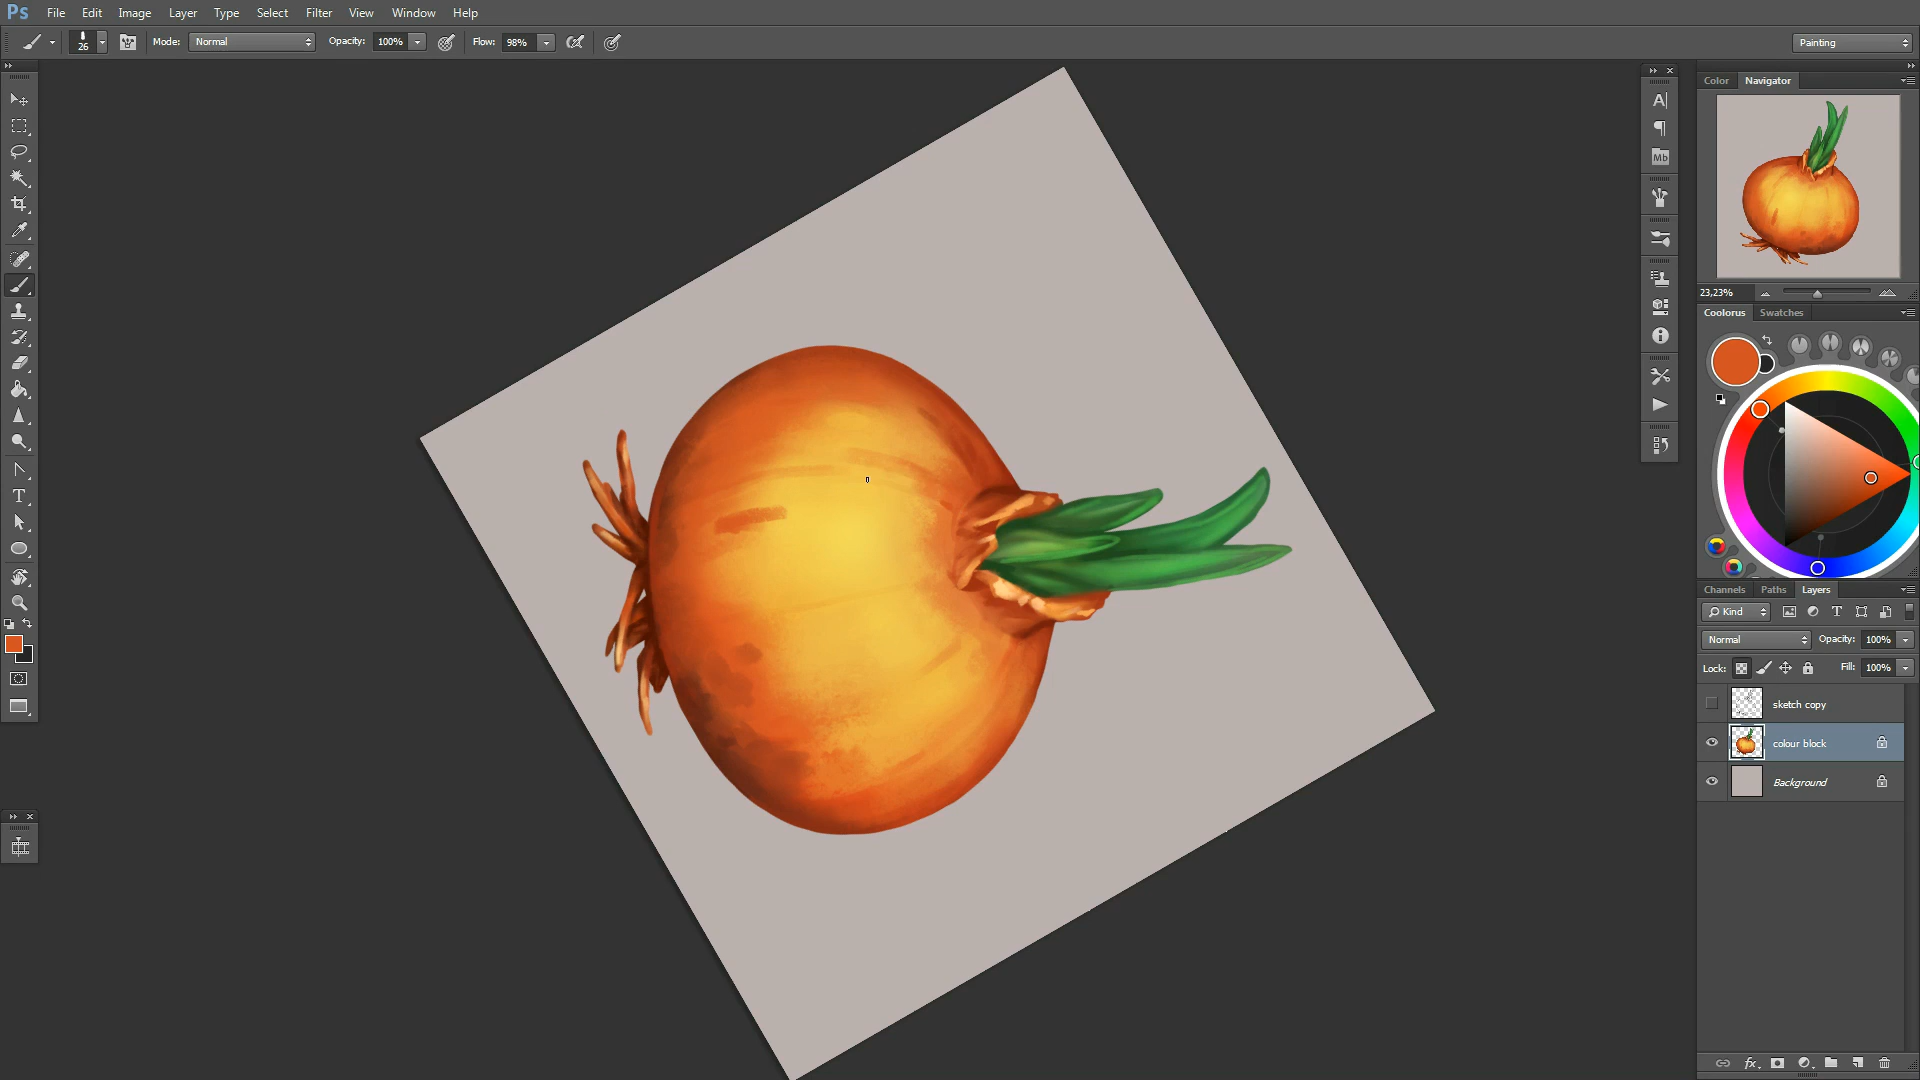 Ps File Edit Image Layer Type Select Filter View Window Help
26 Mode: Normal Opacity: 100% Flow: 98% Painting
Color Navigator
A
Mb
23,23%
Coolorus Swatches
T
Channels Paths Layers
Kind T
Normal Opacity: 100%
Lock: Fill: 100%
sketch copy
colour block
Background
fx